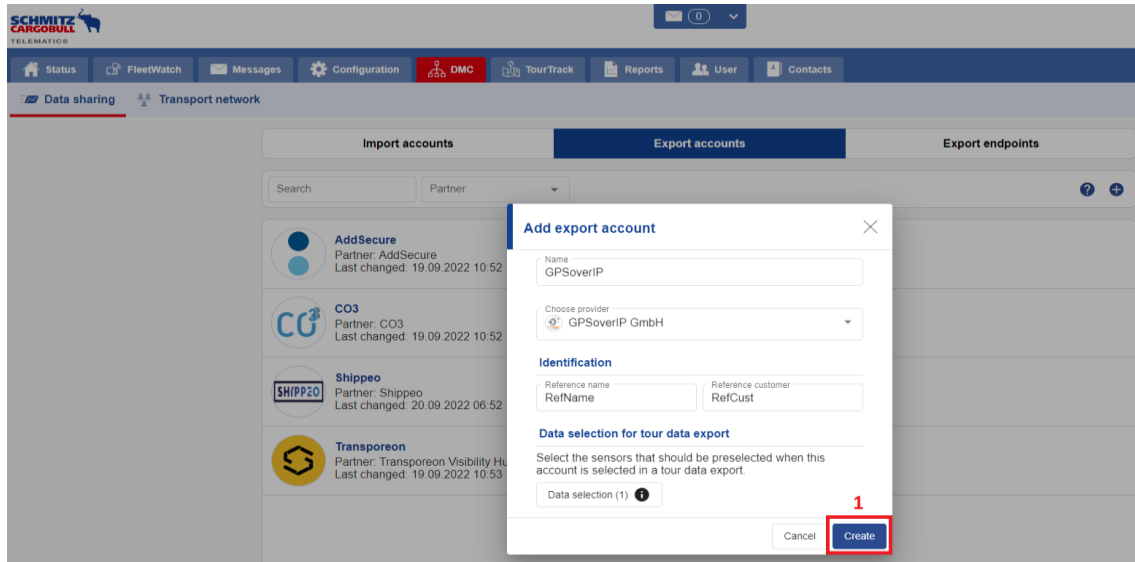 SCHMITZ
CARGOBULL
TELEMATICS
0
Status
FleetWatch
Messages
Configuration
DMC
TourTrack
Reports
User
Contacts
Data sharing
Transport network
Import accounts
Export accounts
Export endpoints
Search
Partner
?
AddSecure
Partner: AddSecure
Last changed: 19.09.2022 10:52
CO3
CO3
Partner: CO3
Last changed: 19.09.2022 10:52
SHIPPEO
Shippeo
Partner: Shippeo
Last changed: 20.09.2022 06:52
Transporeon
Partner: Transporeon Visibility Hu
Last changed: 19.09.2022 10:53
Add export account
Name
GPSoverIP
Choose provider
GPSoverIP GmbH
Identification
Reference name
RefName
Reference customer
RefCust
Data selection for tour data export
Select the sensors that should be preselected when this
account is selected in a tour data export.
Data selection (1)
1
Cancel
Create